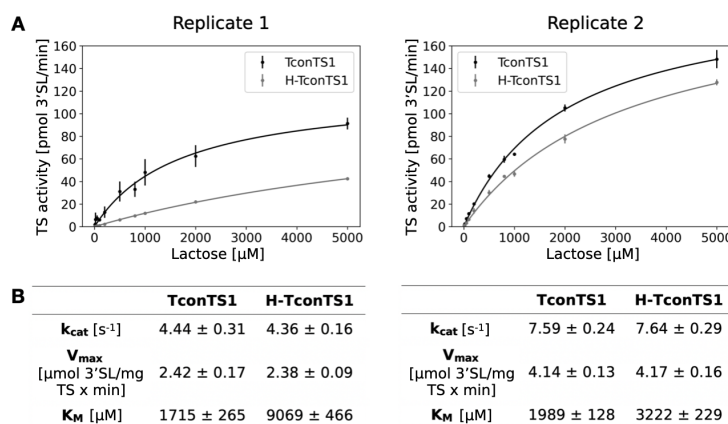 A
Replicate 1
Replicate 2
TS activity [pmol 3’SL/min]
160
140
120
100
80
60
40
20
0
TconTS1
H-TconTS1
0 1000 2000 3000 4000 5000
Lactose [µM]
TS activity [pmol 3’SL/min]
160
140
120
100
80
60
40
20
0
TconTS1
H-TconTS1
0 1000 2000 3000 4000 5000
Lactose [µM]
B
TconTS1 H-TconTS1
kcat [s-1] 4.44 ± 0.31 4.36 ± 0.16
Vmax
[µmol 3’SL/mg 2.42 ± 0.17 2.38 ± 0.09
TS x min]
KM [µM] 1715 ± 265 9069 ± 466
TconTS1 H-TconTS1
kcat [s-1] 7.59 ± 0.24 7.64 ± 0.29
Vmax
[µmol 3’SL/mg 4.14 ± 0.13 4.17 ± 0.16
TS x min]
KM [µM] 1989 ± 128 3222 ± 229